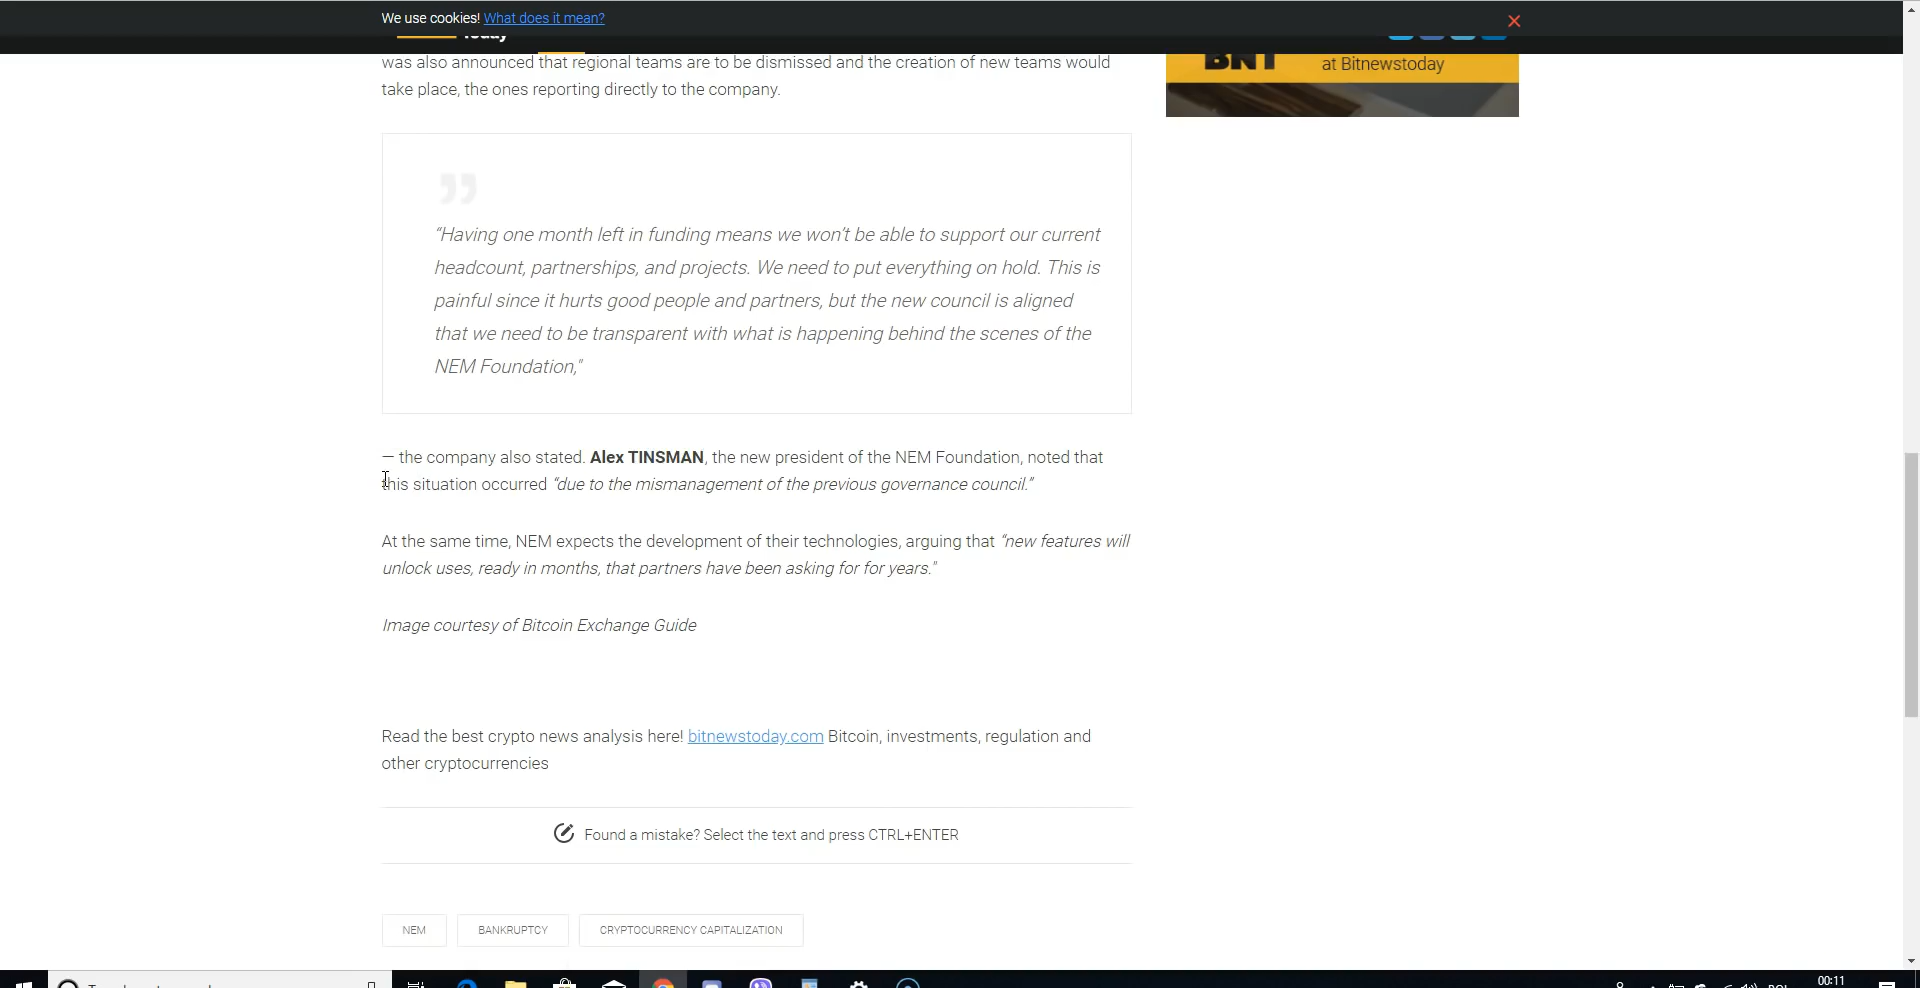 We use cookies! What does it mean?
Today
was also announced that regional teams are to be dismissed and the creation of new teams would
take place, the ones reporting directly to the company.
BNT
at Bitnewstoday
“Having one month left in funding means we won’t be able to support our current
headcount, partnerships, and projects. We need to put everything on hold. This is
painful since it hurts good people and partners, but the new council is aligned
that we need to be transparent with what is happening behind the scenes of the
NEM Foundation,"
— the company also stated. Alex TINSMAN, the new president of the NEM Foundation, noted that
this situation occurred “due to the mismanagement of the previous governance council.”
At the same time, NEM expects the development of their technologies, arguing that “new features will
unlock uses, ready in months, that partners have been asking for for years."
Image courtesy of Bitcoin Exchange Guide
Read the best crypto news analysis here! bitnewstoday.com Bitcoin, investments, regulation and
other cryptocurrencies
Found a mistake? Select the text and press CTRL+ENTER
NEM
BANKRUPTCY
CRYPTOCURRENCY CAPITALIZATION
00:11